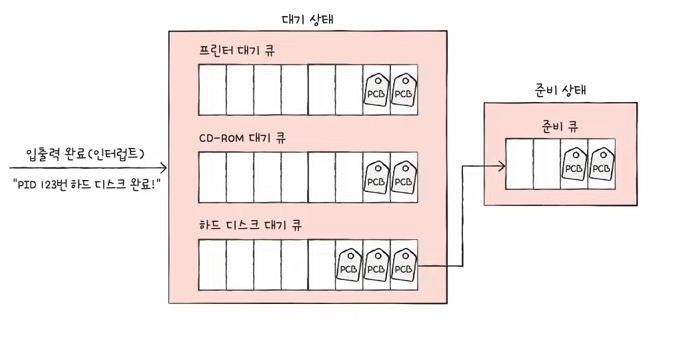 대기 상태
프린터 대기 큐
PCB PCB
준비 상태
CD-ROM 대기 큐
준비 큐
입출력 완료(인터럽트)
PCB PCB
PCB PCB
"PID 123번 하드 디스크 완료!"
하드 디스크 대기 큐
PCB PCB PCB